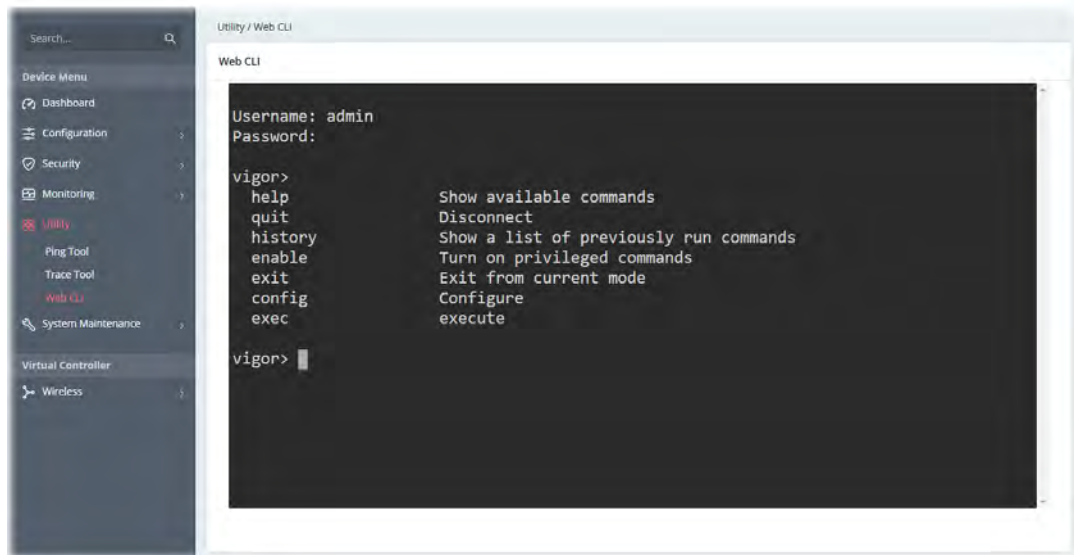 Search...
Device Menu
Dashboard
Configuration
Security
Monitoring
Utility
Ping Tool
Trace Tool
Web CLI
System Maintenance
Virtual Controller
Wireless
Utility / Web CLI
Web CLI
Username: admin
Password:
vigor>
help Show available commands
quit Disconnect
history Show a list of previously run commands
enable Turn on privileged commands
exit Exit from current mode
config Configure
exec execute
vigor>